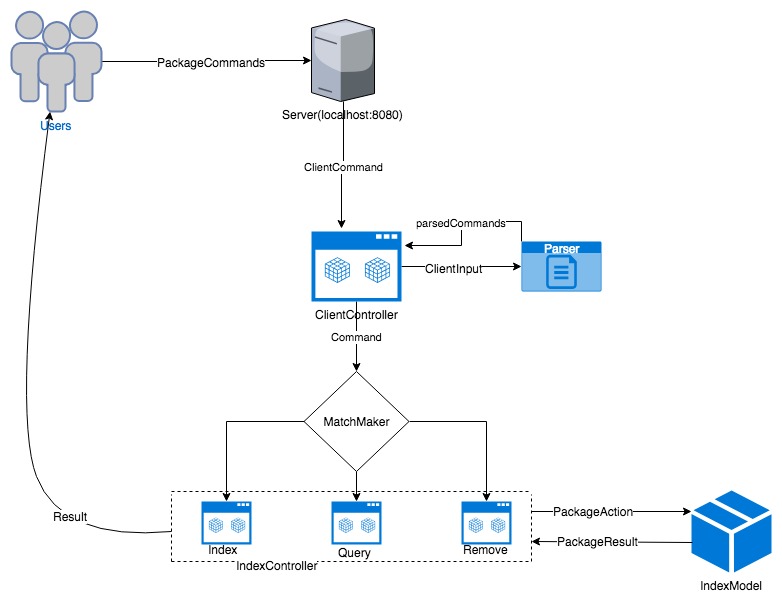 PackageCommands
Users
Server(localhost:8080)
ClientCommand
parsedCommands
Parser
ClientInput
ClientController
Command
MatchMaker
Result
Index
Query
Remove
IndexController
PackageAction
PackageResult
IndexModel